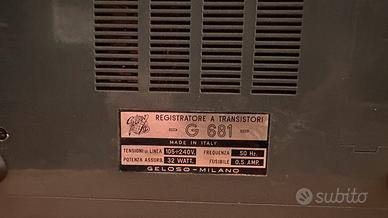 REGISTRATORE A TRANSISTORI
G 681
MADE IN ITALY
TENSIONI DI LINEA 105÷240V. FREQUENZA 50 Hz.
POTENZA ASSORB. 32 WATT. FUSIBILE 0,5 AMP.
GELOSO - MILANO
subito